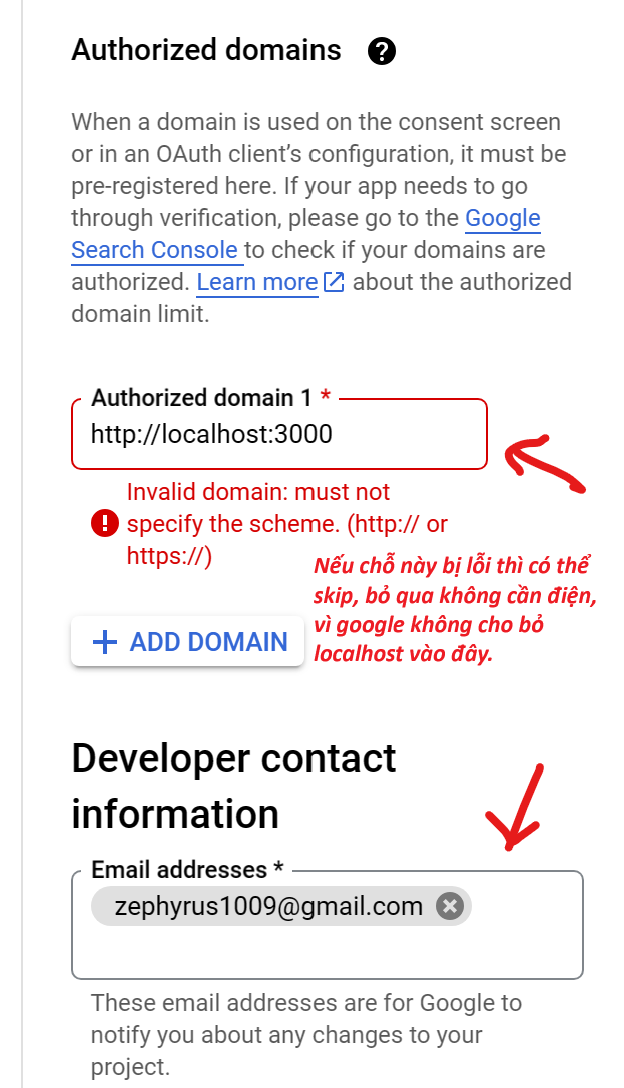 Authorized domains ?
When a domain is used on the consent screen
or in an OAuth client's configuration, it must be
pre-registered here. If your app needs to go
through verification, please go to the Google
Search Console to check if your domains are
authorized. Learn more about the authorized
domain limit.
Authorized domain 1 *
http://localhost:3000
Invalid domain: must not
specify the scheme. (http:// or
https://)
Nếu chỗ này bị lỗi thì có thể
skip, bỏ qua không cần điện,
vì google không cho bỏ
localhost vào đây.
+ ADD DOMAIN
Developer contact
information
Email addresses *
zephyrus1009@gmail.com
These email addresses are for Google to
notify you about any changes to your
project.